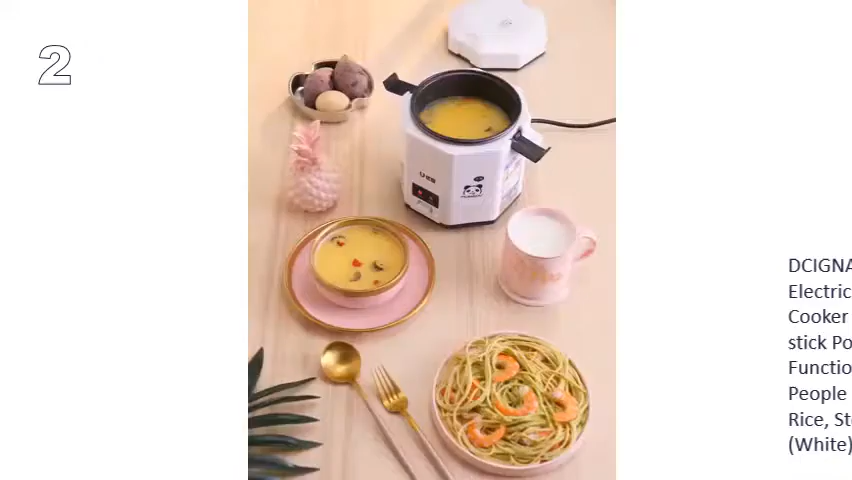 2
DCIGNA
Electric
Cooker
stick Po
Functio
People
Rice, St
(White)